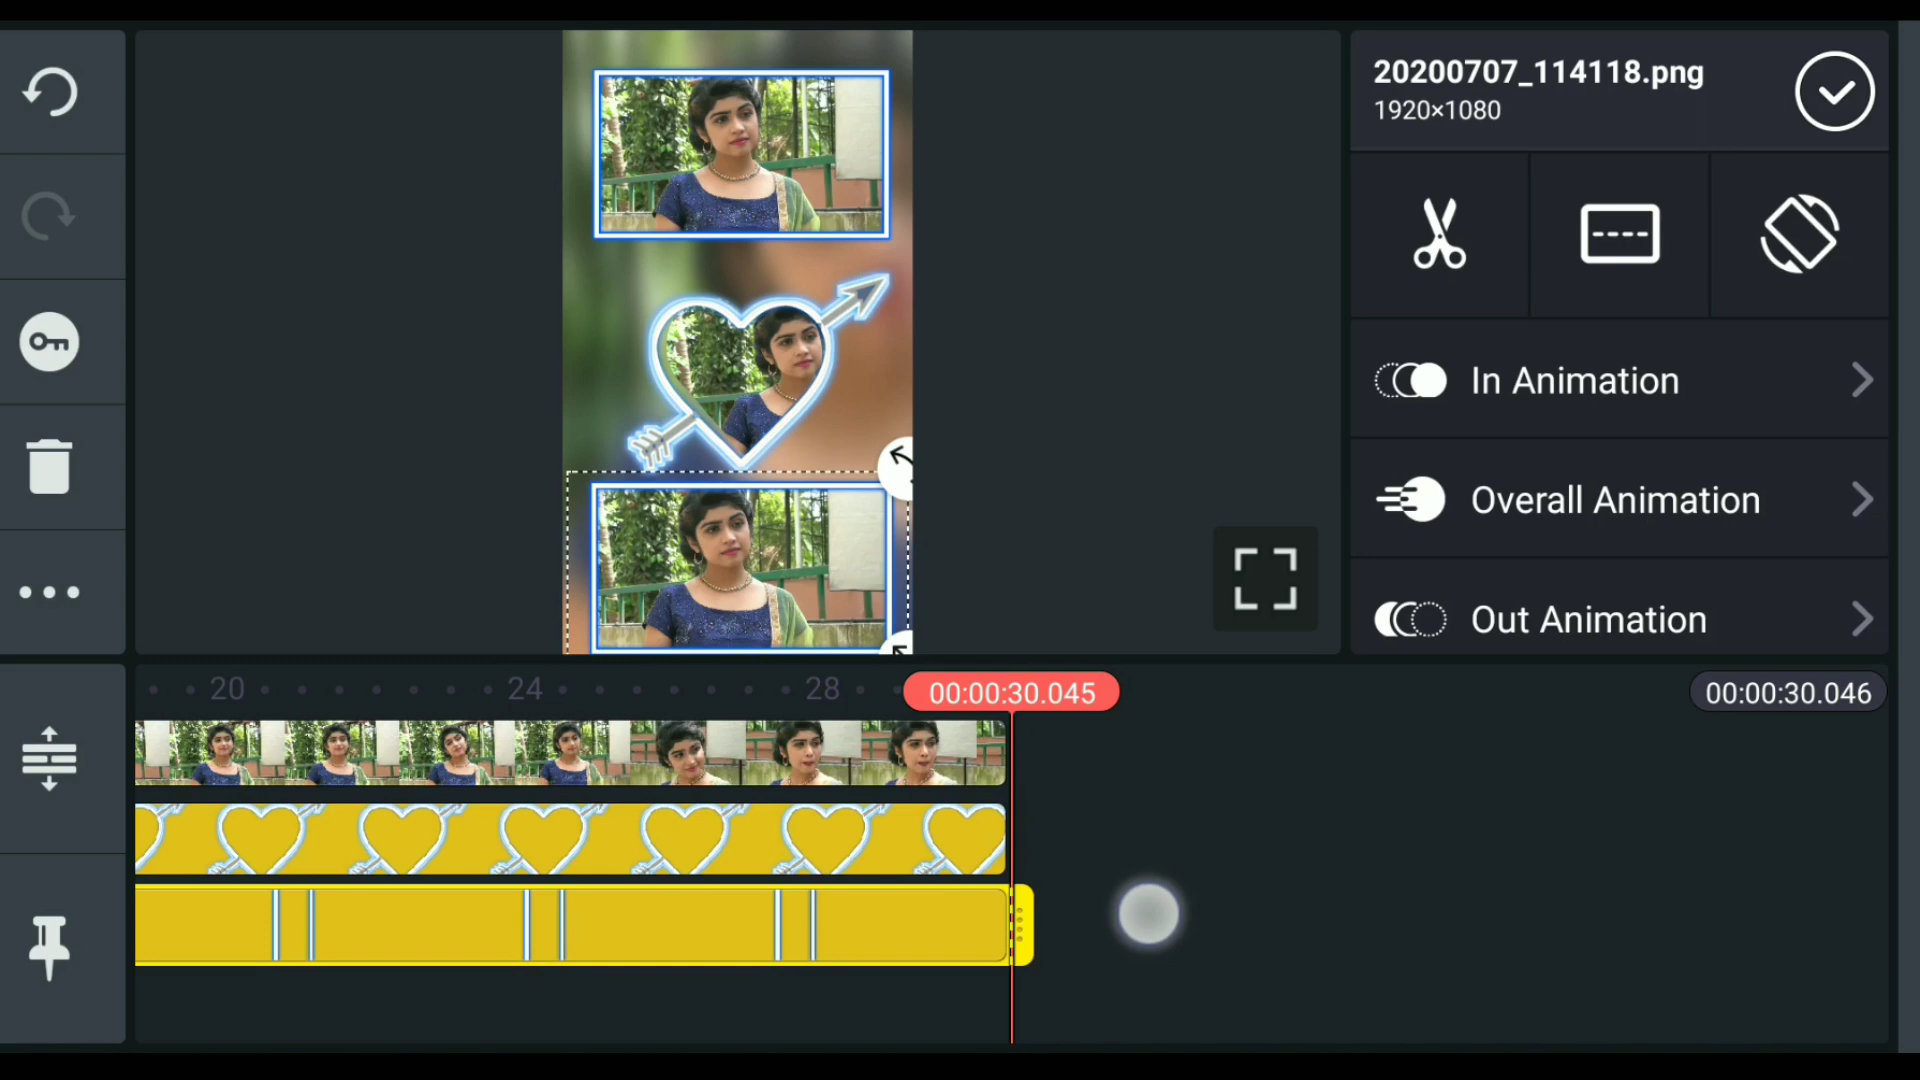 20200707_114118.png
1920×1080
In Animation
Overall Animation
Out Animation
20
24
28
00:00:30.045
00:00:30.046